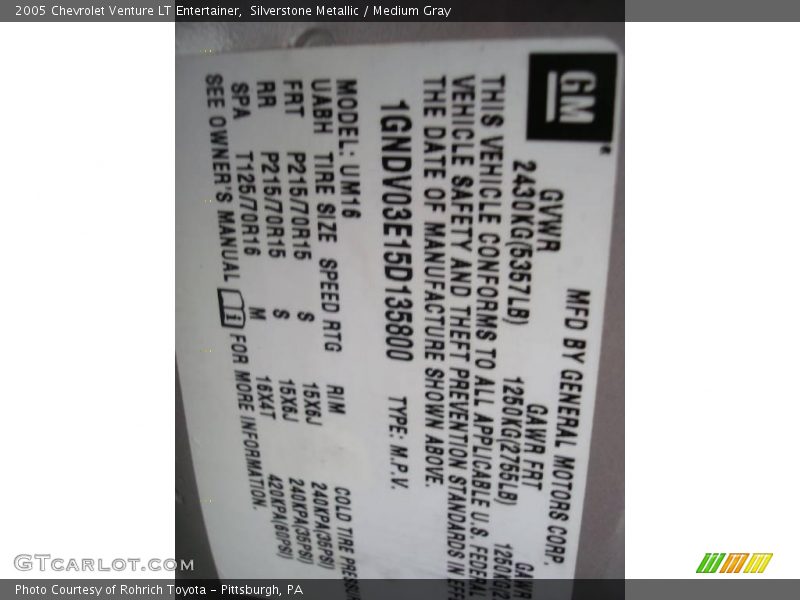 2005 Chevrolet Venture LT Entertainer, Silverstone Metallic / Medium Gray
GM
MFD BY GENERAL MOTORS CORP.
GVWR GAWR FRT
2430KG(5357LB) 1250KG(2755LB)
THIS VEHICLE CONFORMS TO ALL APPLICABLE U.S. FEDERAL
VEHICLE SAFETY AND THEFT PREVENTION STANDARDS IN
THE DATE OF MANUFACTURE SHOWN ABOVE.
1GNDV03E15D135800 TYPE: M.P.V.
MODEL: UM16
UABH TIRE SIZE SPEED RTG RIM COLD TIRE
FRT P215/70R15 S 15X6J 240KPA(35PSI)
RR P215/70R15 S 15X6J 240KPA(35PSI)
SPA T125/70R16 M 16X4T 420KPA(60PSI)
SEE OWNER'S MANUAL i FOR MORE INFORMATION.
GTcarlot.com
Photo Courtesy of Rohrich Toyota – Pittsburgh, PA